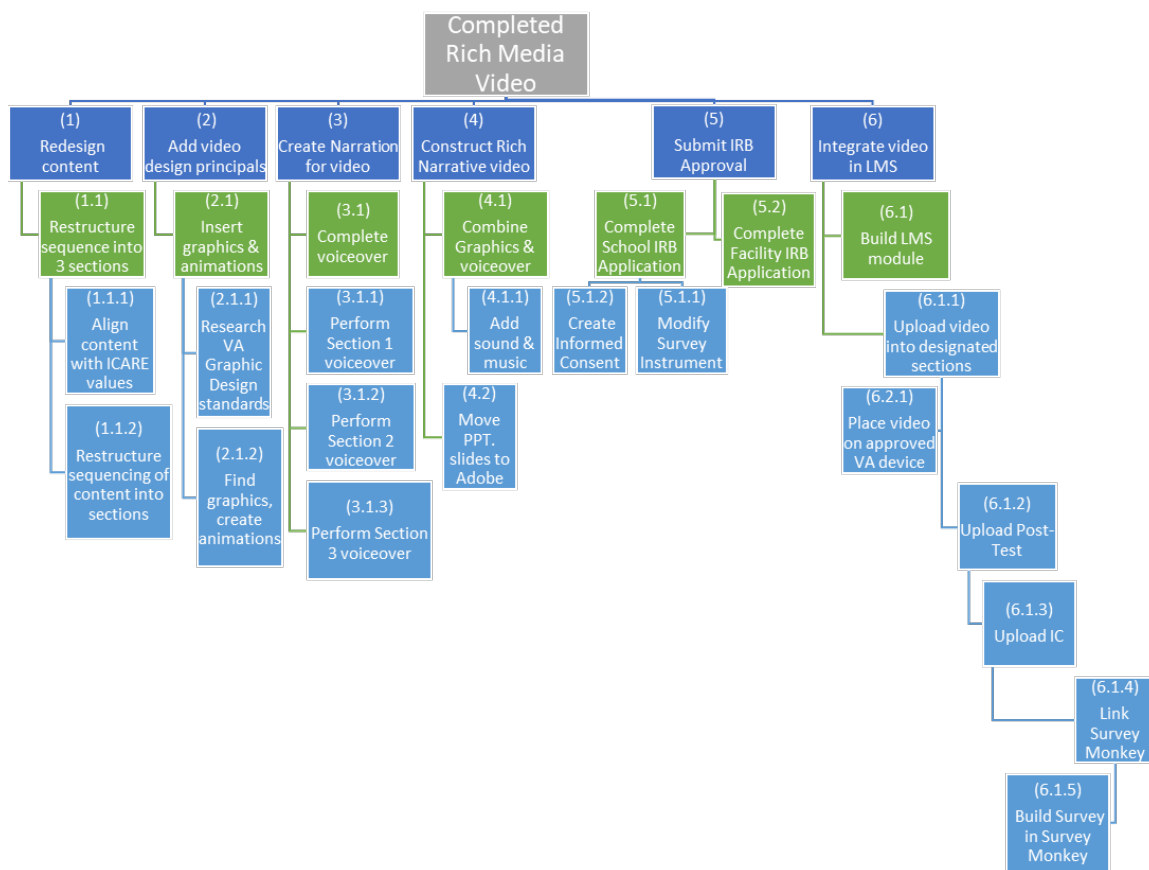 Completed
Rich Media
Video
(1)
Redesign
content
(2)
Add video
design principals
(3)
Create Narration
for video
(4)
Construct Rich
Narrative video
(5)
Submit IRB
Approval
(6)
Integrate video
in LMS
(1.1)
Restructure
sequence into
3 sections
(2.1)
Insert
graphics &
animations
(3.1)
Complete
voiceover
(4.1)
Combine
Graphics &
voiceover
(5.1)
Complete
School IRB
Application
(5.2)
Complete
Facility IRB
Application
(6.1)
Build LMS
module
(1.1.1)
Align
content
with ICARE
values
(2.1.1)
Research
VA
Graphic
Design
standards
(3.1.1)
Perform
Section 1
voiceover
(4.1.1)
Add
sound &
music
(5.1.2)
Create
Informed
Consent
(5.1.1)
Modify
Survey
Instrument
(6.1.1)
Upload video
into designated
sections
(1.1.2)
Restructure
sequencing of
content into
sections
(2.1.2)
Find
graphics,
create
animations
(3.1.2)
Perform
Section 2
voiceover
(4.2)
Move
PPT.
slides to
Adobe
(6.2.1)
Place video
on approved
VA device
(3.1.3)
Perform Section
3 voiceover
(6.1.2)
Upload Post-
Test
(6.1.3)
Upload IC
(6.1.4)
Link
Survey
Monkey
(6.1.5)
Build Survey
in Survey
Monkey